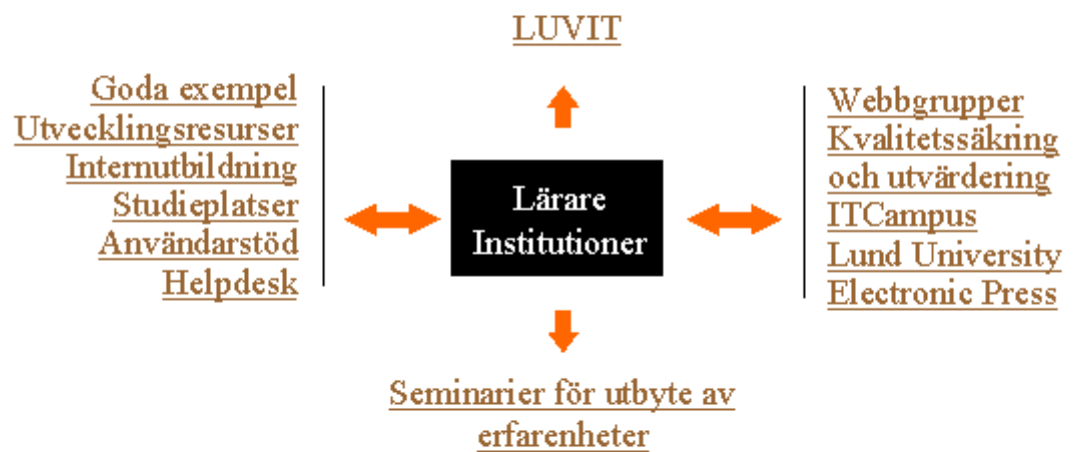 LUVIT
Goda exempel
Utvecklingsresurser
Internutbildning
Studieplatser
Användarstöd
Helpdesk
Lärare
Institutioner
Webbgrupper
Kvalitetssäkring
och utvärdering
ITCampus
Lund University
Electronic Press
Seminarier för utbyte av
erfarenheter